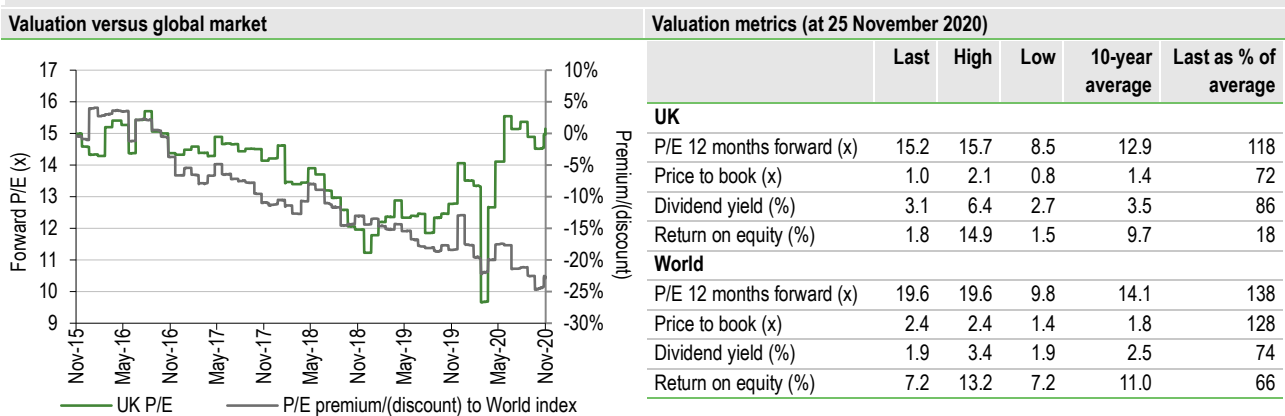 Valuation versus global market
Valuation metrics (at 25 November 2020)
17
16
15
14
13
12
11
10
9
Forward P/E (x)
10%
5%
0%
-5%
-10%
-15%
-20%
-25%
-30%
Premium/(discount)
Nov-15
May-16
Nov-16
May-17
Nov-17
May-18
Nov-18
May-19
Nov-19
May-20
Nov-20
UK P/E
P/E premium/(discount) to World index
Last High Low 10-year average Last as % of average
UK
P/E 12 months forward (x) 15.2 15.7 8.5 12.9 118
Price to book (x) 1.0 2.1 0.8 1.4 72
Dividend yield (%) 3.1 6.4 2.7 3.5 86
Return on equity (%) 1.8 14.9 1.5 9.7 18
World
P/E 12 months forward (x) 19.6 19.6 9.8 14.1 138
Price to book (x) 2.4 2.4 1.4 1.8 128
Dividend yield (%) 1.9 3.4 1.9 2.5 74
Return on equity (%) 7.2 13.2 7.2 11.0 66